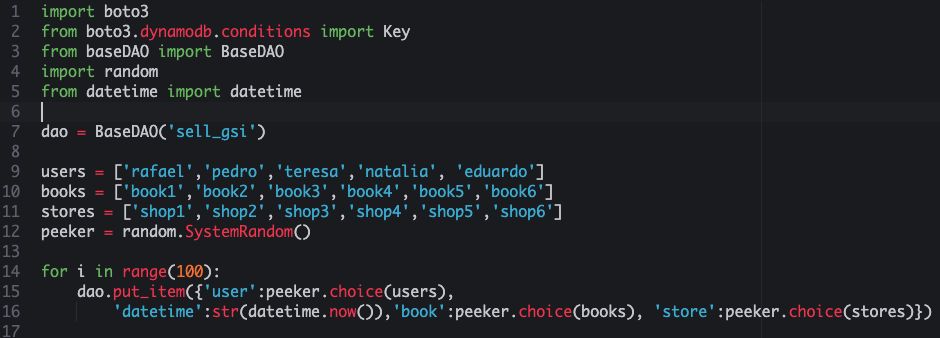 1 import boto3
2 from boto3.dynamodb.conditions import Key
3 from baseDAO import BaseDAO
4 import random
5 from datetime import datetime
6
7 dao = BaseDAO('sell_gsi')
8
9 users = ['rafael','pedro','teresa','natalia', 'eduardo']
10 books = ['book1','book2','book3','book4','book5','book6']
11 stores = ['shop1','shop2','shop3','shop4','shop5','shop6']
12 peeker = random.SystemRandom()
13
14 for i in range(100):
15     dao.put_item({'user':peeker.choice(users),
16         'datetime':str(datetime.now()),'book':peeker.choice(books), 'store':peeker.choice(stores)})
17